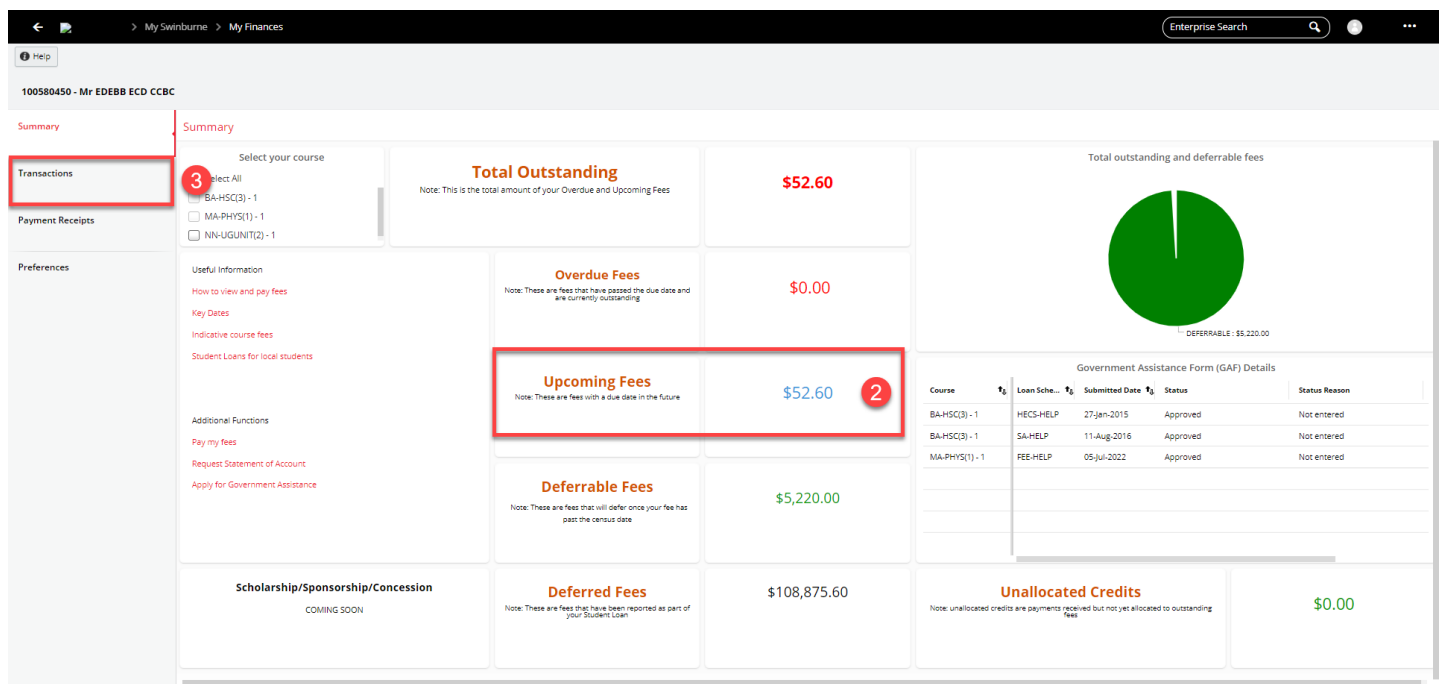 > My Swinburne > My Finances
Enterprise Search
Help
100580450 - Mr EDEBB ECD CCBC
Summary
Transactions
Payment Receipts
Preferences
Summary
Select your course
3
elect All
BA-HSC(3) - 1
MA-PHYS(1) - 1
NN-UGUNIT(2) - 1
Total Outstanding
Note: This is the total amount of your Overdue and Upcoming Fees
$52.60
Total outstanding and deferrable fees
DEFERRABLE : $5,220.00
Useful Information
How to view and pay fees
Key Dates
Indicative course fees
Student Loans for local students
Additional Functions
Pay my fees
Request Statement of Account
Apply for Government Assistance
Overdue Fees
Note: These are fees that have passed the due date and
are currently outstanding
$0.00
Upcoming Fees
Note: These are fees with a due date in the future
$52.60
2
Deferrable Fees
Note: These are fees that will defer once your fee has
past the census date
$5,220.00
Government Assistance Form (GAF) Details
Course Loan Sche... Submitted Date Status Status Reason
BA-HSC(3) - 1 HECS-HELP 27-Jan-2015 Approved Not entered
BA-HSC(3) - 1 SA-HELP 11-Aug-2016 Approved Not entered
MA-PHYS(1) - 1 FEE-HELP 05-Jul-2022 Approved Not entered
Scholarship/Sponsorship/Concession
COMING SOON
Deferred Fees
Note: These are fees that have been reported as part of
your Student Loan
$108,875.60
Unallocated Credits
Note: unallocated credits are payments received but not yet allocated to outstanding
fees
$0.00